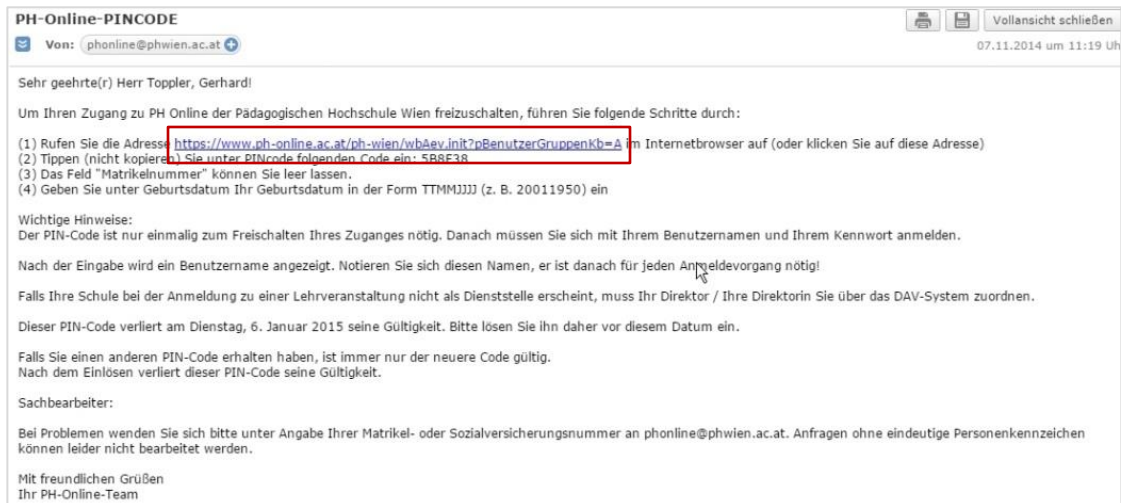 PH-Online-PINCODE
Vollansicht schließen
Von: phonline@phwien.ac.at
07.11.2014 um 11:19 Uh
Sehr geehrte(r) Herr Toppler, Gerhard!
Um Ihren Zugang zu PH Online der Pädagogischen Hochschule Wien freizuschalten, führen Sie folgende Schritte durch:
(1) Rufen Sie die Adresse https://www.ph-online.ac.at/ph-wien/wbAev.init?pBenutzerGruppenKb=A im Internetbrowser auf (oder klicken Sie auf diese Adresse)
(2) Tippen (nicht kopieren) Sie unter PINcode folgenden Code ein: 5B8F38
(3) Das Feld "Matrikelnummer" können Sie leer lassen.
(4) Geben Sie unter Geburtsdatum Ihr Geburtsdatum in der Form TTMMJJJJ (z. B. 20011950) ein
Wichtige Hinweise:
Der PIN-Code ist nur einmalig zum Freischalten Ihres Zuganges nötig. Danach müssen Sie sich mit Ihrem Benutzernamen und Ihrem Kennwort anmelden.
Nach der Eingabe wird ein Benutzername angezeigt. Notieren Sie sich diesen Namen, er ist danach für jeden Anmeldevorgang nötig!
Falls Ihre Schule bei der Anmeldung zu einer Lehrveranstaltung nicht als Dienststelle erscheint, muss Ihr Direktor / Ihre Direktorin Sie über das DAV-System zuordnen.
Dieser PIN-Code verliert am Dienstag, 6. Januar 2015 seine Gültigkeit. Bitte lösen Sie ihn daher vor diesem Datum ein.
Falls Sie einen anderen PIN-Code erhalten haben, ist immer nur der neuere Code gültig.
Nach dem Einlösen verliert dieser PIN-Code seine Gültigkeit.
Sachbearbeiter:
Bei Problemen wenden Sie sich bitte unter Angabe Ihrer Matrikel- oder Sozialversicherungsnummer an phonline@phwien.ac.at. Anfragen ohne eindeutige Personenkennzeichen
können leider nicht bearbeitet werden.
Mit freundlichen Grüßen
Ihr PH-Online-Team